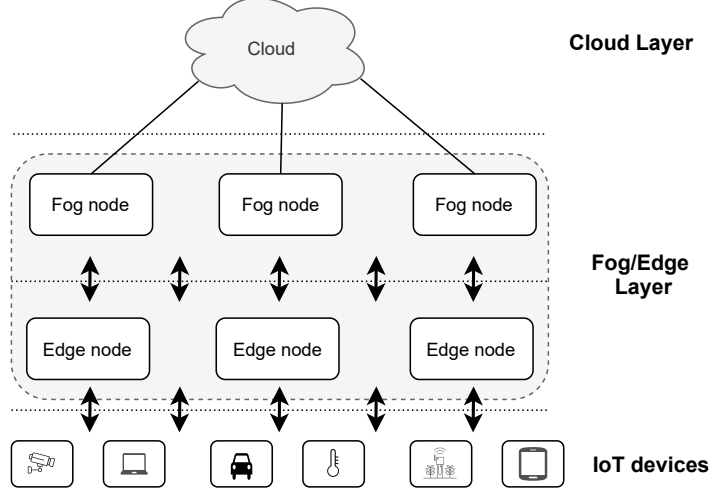 Cloud
Cloud Layer
Fog node
Fog node
Fog node
Fog/Edge
Layer
Edge node
Edge node
Edge node
IoT devices